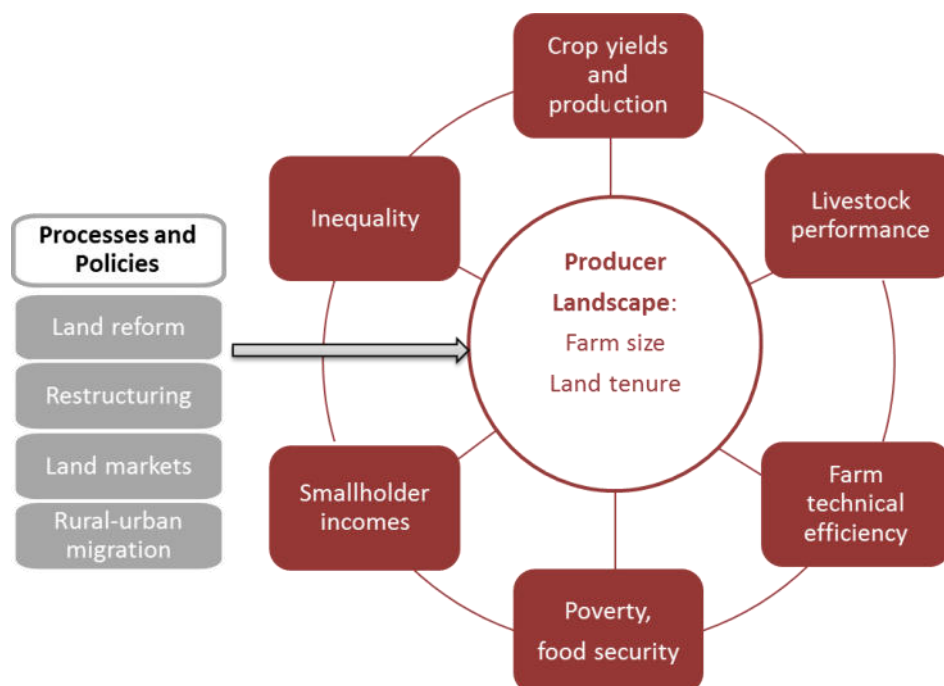 Processes and
Policies
Land reform
Restructuring
Land markets
Rural-urban
migration
Producer
Landscape:
Farm size
Land tenure
Crop yields
and
production
Livestock
performance
Farm
technical
efficiency
Poverty,
food security
Smallholder
incomes
Inequality